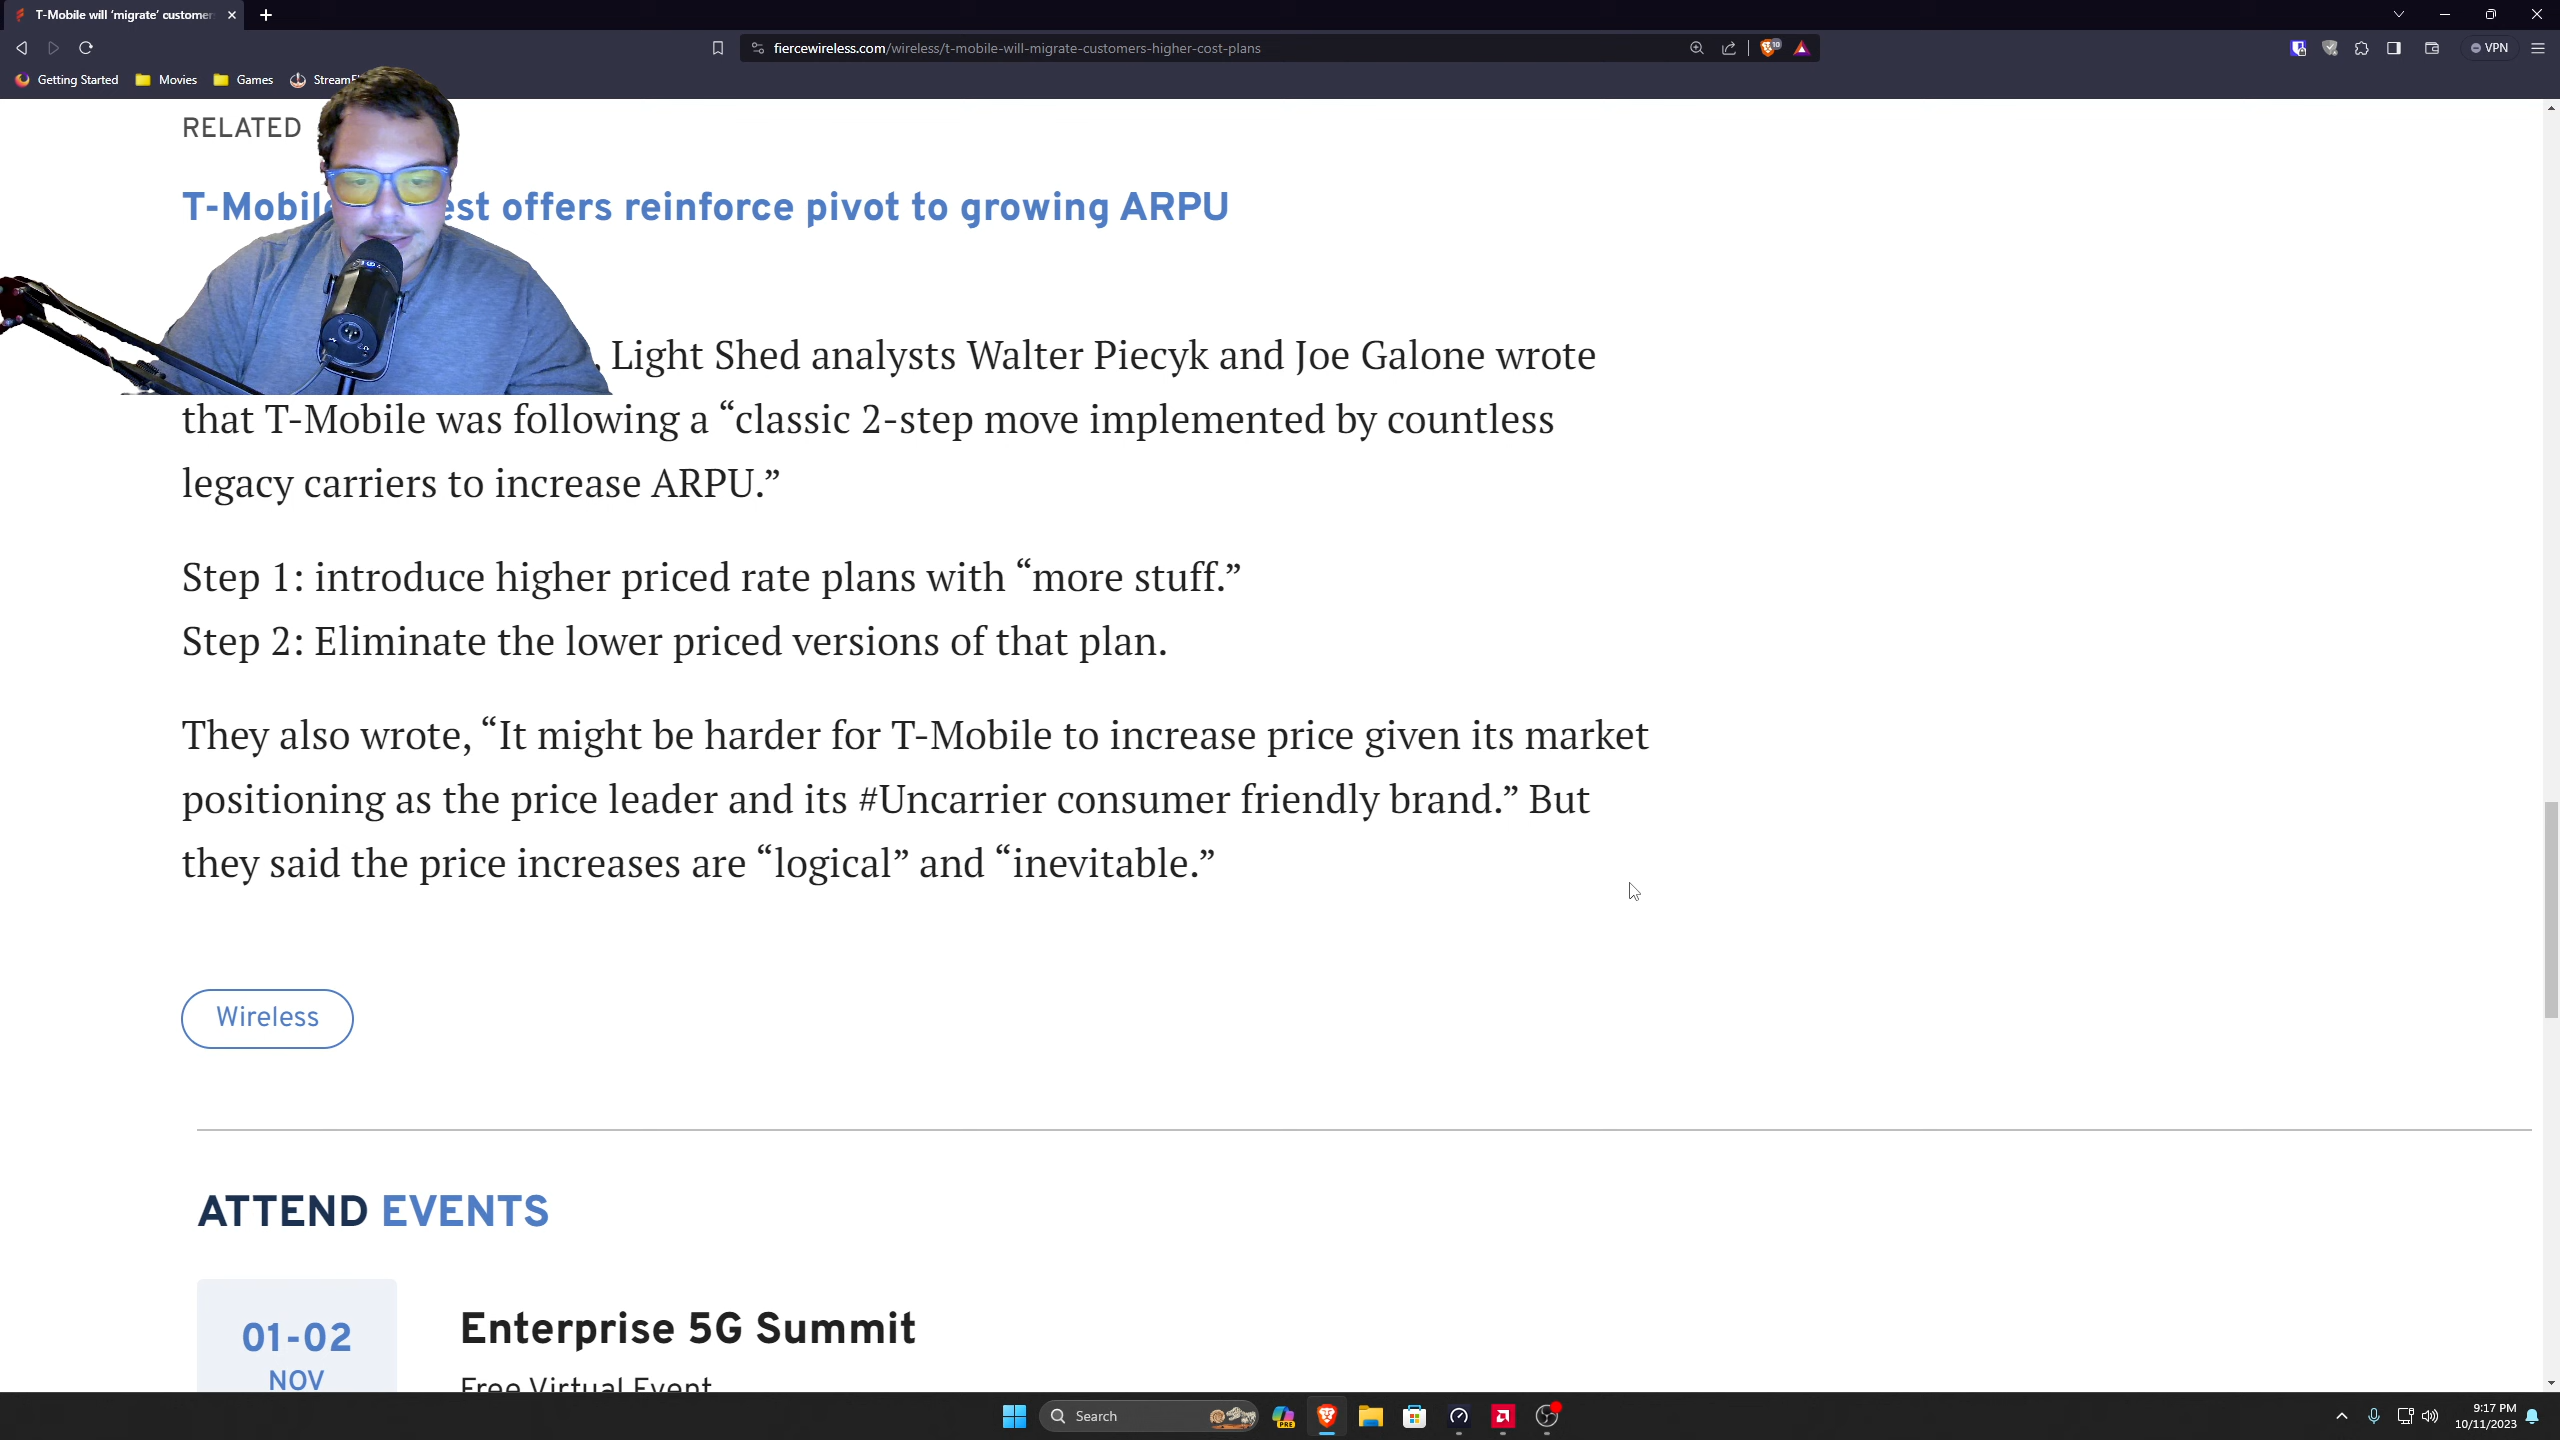 T-Mobile will ‘migrate’ customer
fiercewireless.com/wireless/t-mobile-will-migrate-customers-higher-cost-plans
10
VPN
Getting Started
Movies
Games
RELATED
offers reinforce pivot to growing ARPU
Light Shed analysts Walter Piecyk and Joe Galone wrote
that T-Mobile was following a “classic 2-step move implemented by countless
legacy carriers to increase ARPU.”
Step 1: introduce higher priced rate plans with “more stuff.”
Step 2: Eliminate the lower priced versions of that plan.
They also wrote, “It might be harder for T-Mobile to increase price given its market
positioning as the price leader and its #Uncarrier consumer friendly brand.” But
they said the price increases are “logical” and “inevitable.”
Wireless
ATTEND EVENTS
01-02
NOV
Enterprise 5G Summit
Free Virtual Event
Search
PRE
9:17 PM
10/11/2023